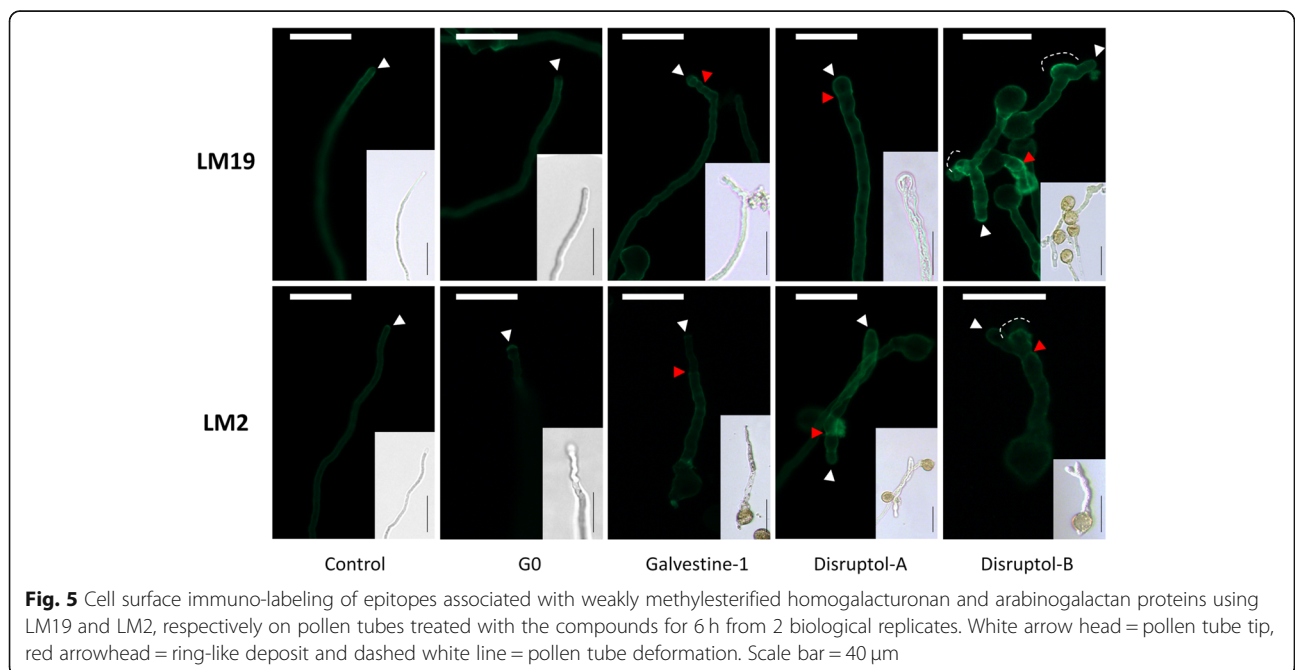 LM19
LM2
Control G0 Galvestine-1 Disruptol-A Disruptol-B
Fig. 5 Cell surface immuno-labeling of epitopes associated with weakly methylesterified homogalacturonan and arabinogalactan proteins using
LM19 and LM2, respectively on pollen tubes treated with the compounds for 6 h from 2 biological replicates. White arrow head = pollen tube tip,
red arrowhead = ring-like deposit and dashed white line = pollen tube deformation. Scale bar = 40 μm